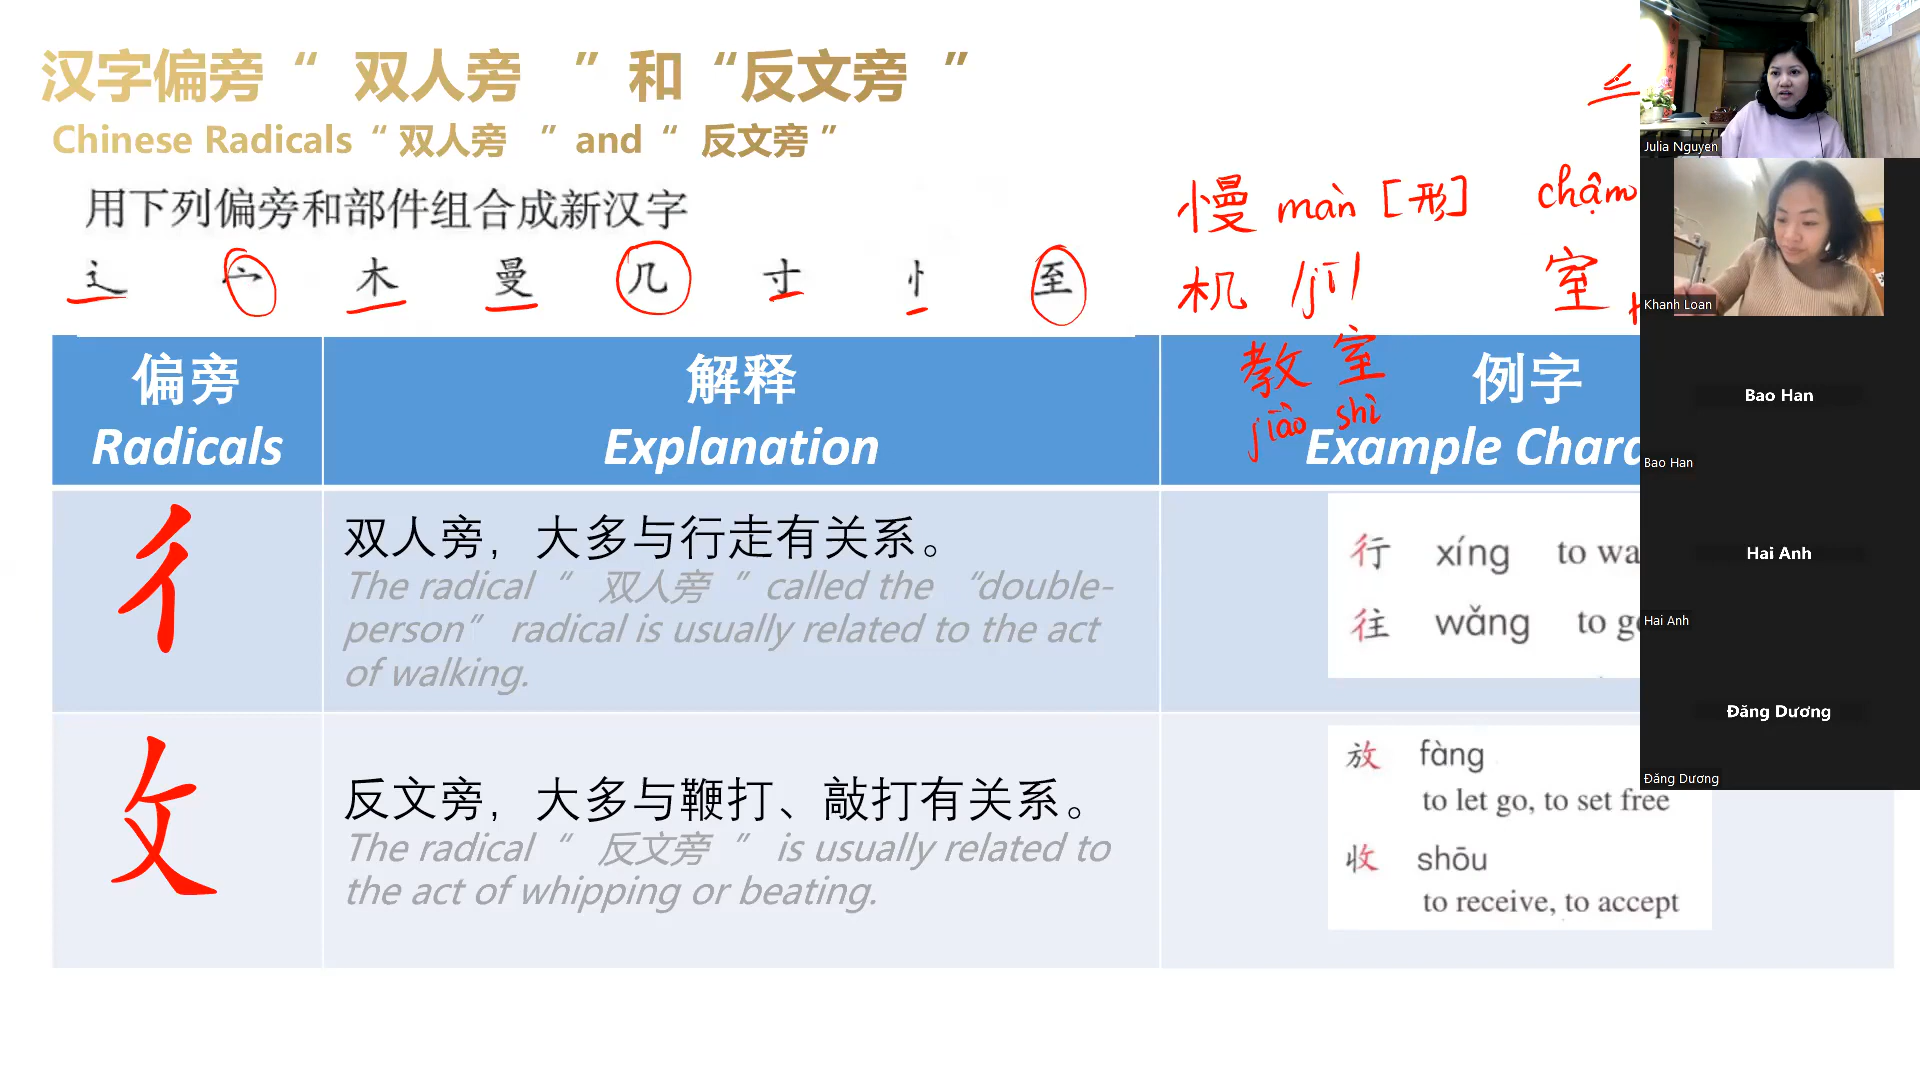 汉字偏旁“ 双人旁 ”和“反文旁 ”
Chinese Radicals“ 双人旁 ”and“ 反文旁 ”
用下列偏旁和部件组合成新汉字
辶 宀 木 曼 几 寸 忄 至
慢 màn [形] chậm
机 /jī/ 室
教室
jiào shì
偏旁 解释 例字
Radicals Explanation Example Chara
彳
双人旁，大多与行走有关系。
The radical “ 双人旁 ” called the “double-
person” radical is usually related to the act
of walking.
行 xíng to wa
往 wǎng to g
攵
反文旁，大多与鞭打、敲打有关系。
The radical “ 反文旁 ” is usually related to
the act of whipping or beating.
放 fàng
to let go, to set free
收 shōu
to receive, to accept
Julia Nguyen
Khanh Loan
Bao Han
Bao Han
Hai Anh
Hai Anh
Đăng Dương
Đăng Dương